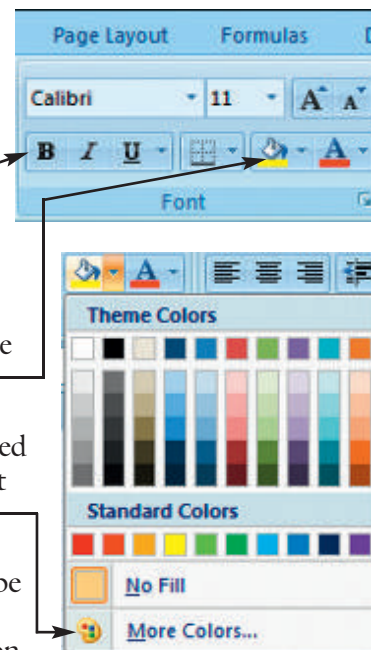 Page Layout Formulas
Calibri 11 A A
B I U A
Font
A
Theme Colors
Standard Colors
No Fill
More Colors...